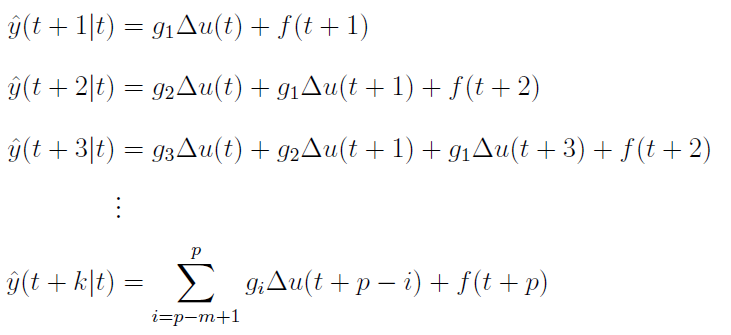 ŷ(t + 1|t) = g₁Δu(t) + f(t + 1)
ŷ(t + 2|t) = g₂Δu(t) + g₁Δu(t + 1) + f(t + 2)
ŷ(t + 3|t) = g₃Δu(t) + g₂Δu(t + 1) + g₁Δu(t + 3) + f(t + 2)
⋮
ŷ(t + k|t) = ∑_{i=p−m+1}^{p} gᵢΔu(t + p − i) + f(t + p)